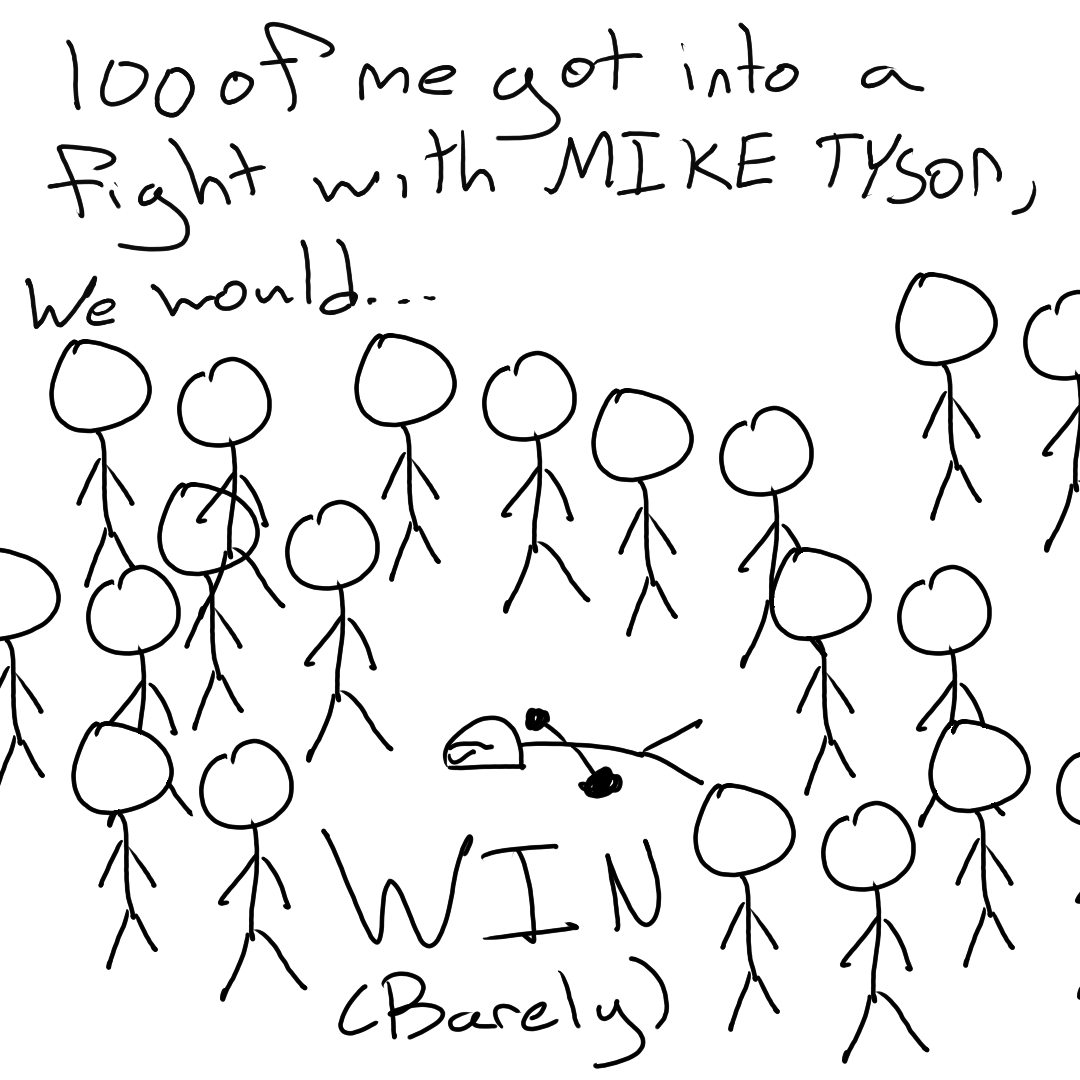 100 of me got into a
fight with MIKE TYSON,
We would....
WIN
(Barely)